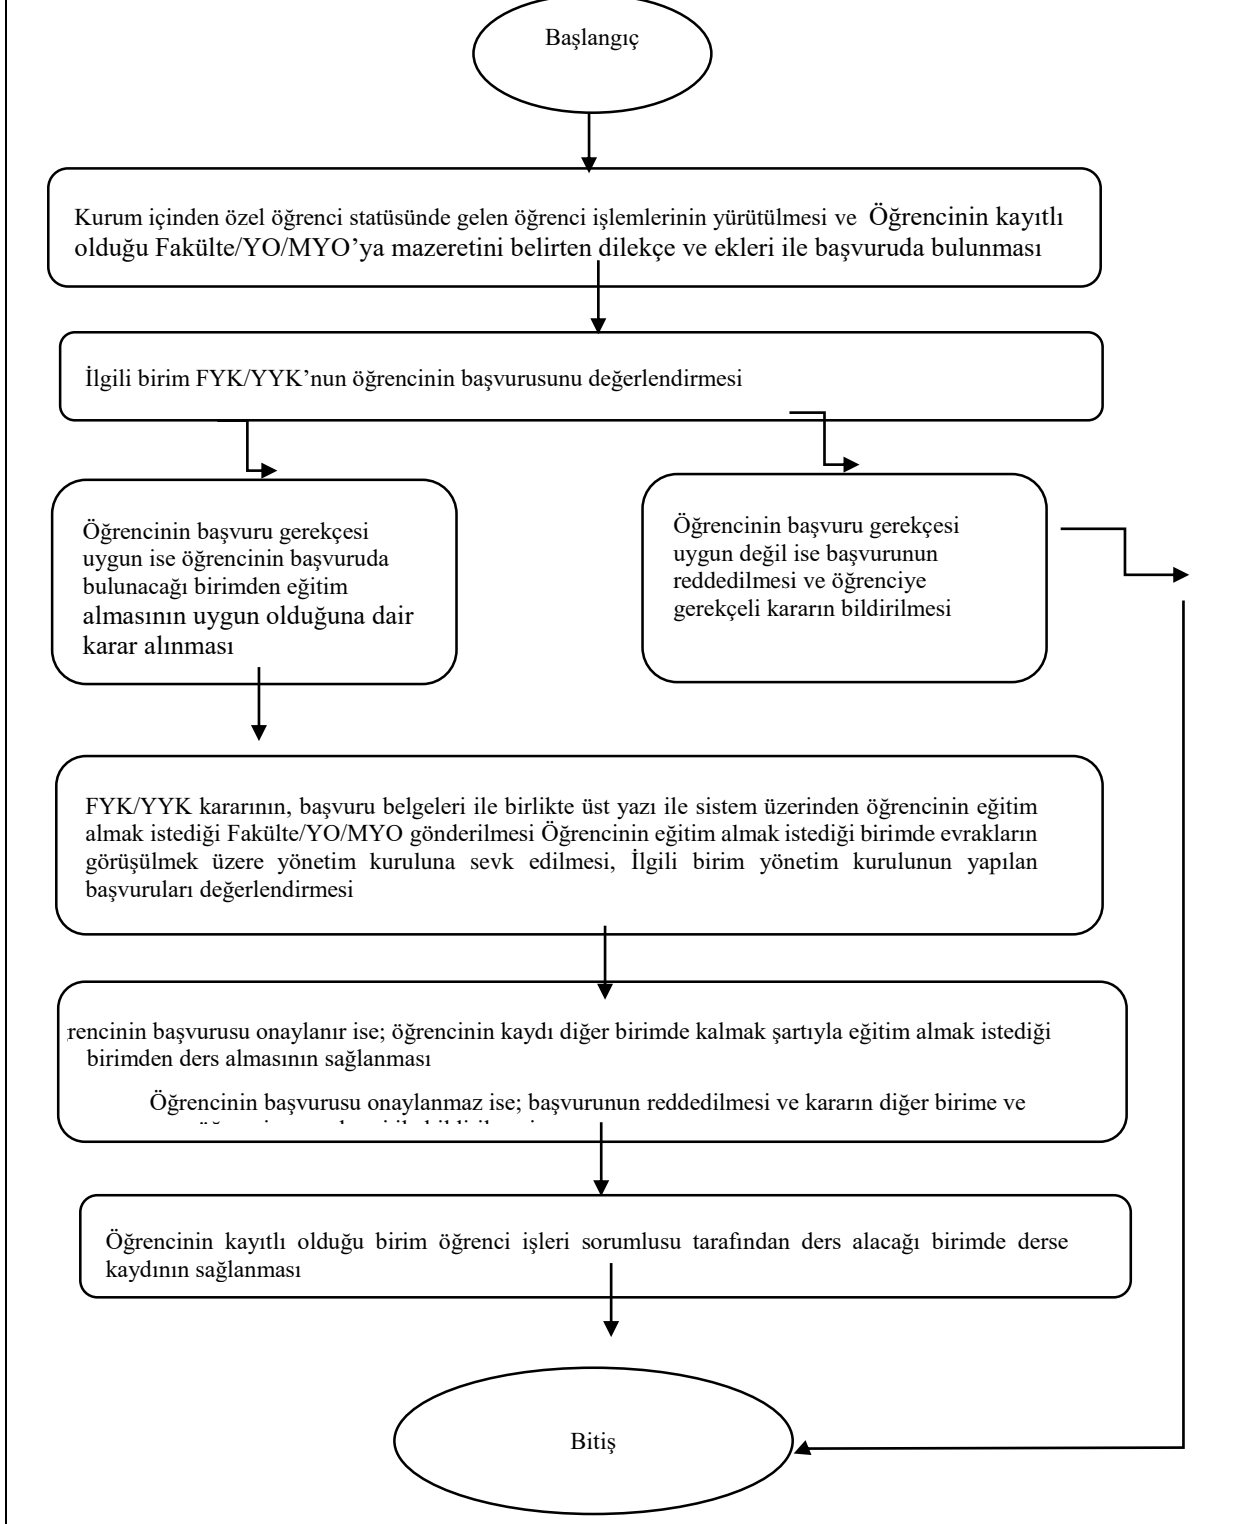 Başlangıç
Kurum içinden özel öğrenci statüsünde gelen öğrenci işlemlerinin yürütülmesi ve Öğrencinin kayıtlı
olduğu Fakülte/YO/MYO’ya mazeretini belirten dilekçe ve ekleri ile başvuruda bulunması
İlgili birim FYK/YYK’nun öğrencinin başvurusunu değerlendirmesi
Öğrencinin başvuru gerekçesi
uygun ise öğrencinin başvuruda
bulunacağı birimden eğitim
almasının uygun olduğuna dair
karar alınması
Öğrencinin başvuru gerekçesi
uygun değil ise başvurunun
reddedilmesi ve öğrenciye
gerekçeli kararın bildirilmesi
FYK/YYK kararının, başvuru belgeleri ile birlikte üst yazı ile sistem üzerinden öğrencinin eğitim
almak istediği Fakülte/YO/MYO gönderilmesi Öğrencinin eğitim almak istediği birimde evrakların
görüşülmek üzere yönetim kuruluna sevk edilmesi, İlgili birim yönetim kurulunun yapılan
başvuruları değerlendirmesi
rencinin başvurusu onaylanır ise; öğrencinin kaydı diğer birimde kalmak şartıyla eğitim almak istediği
birimden ders almasının sağlanması
Öğrencinin başvurusu onaylanmaz ise; başvurunun reddedilmesi ve kararın diğer birime ve
Öğrencinin kayıtlı olduğu birim öğrenci işleri sorumlusu tarafından ders alacağı birimde derse
kaydının sağlanması
Bitiş